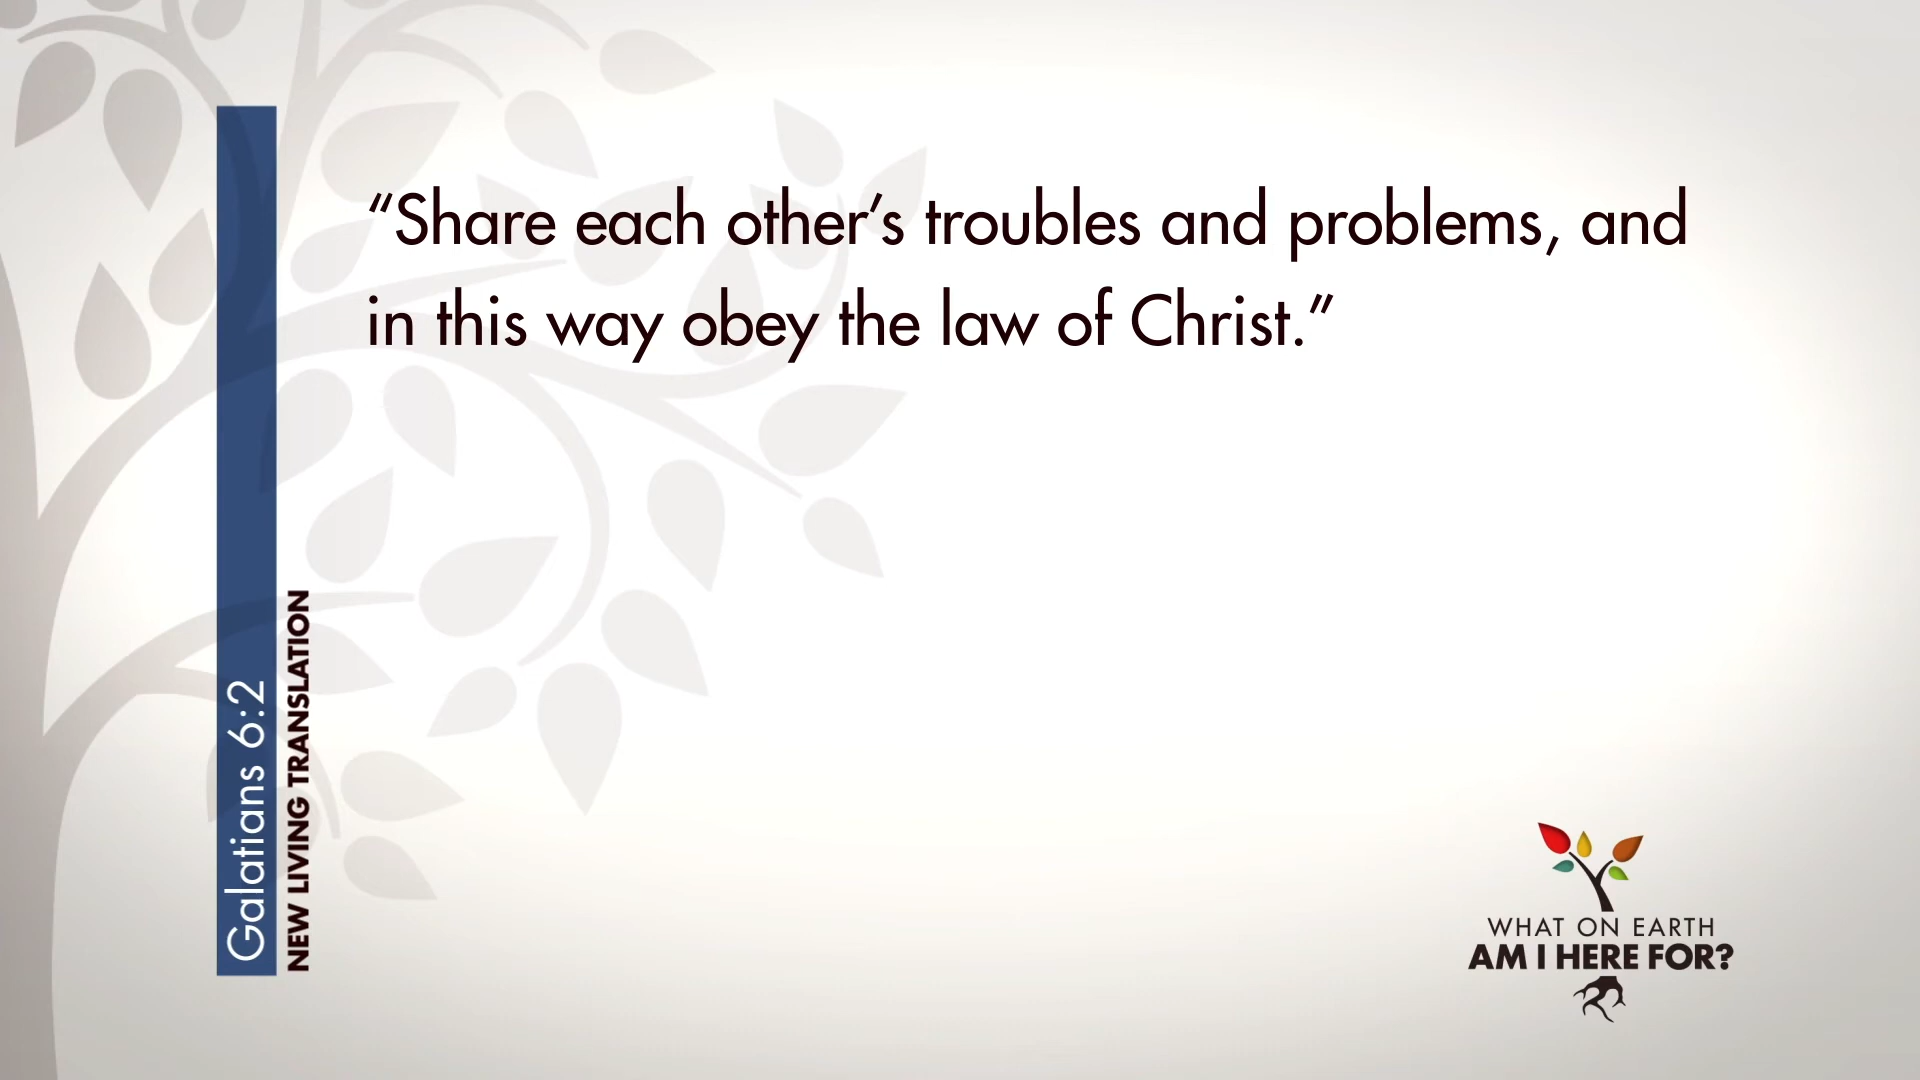 “Share each other’s troubles and problems, and
in this way obey the law of Christ.”
Galatians 6:2
NEW LIVING TRANSLATION
WHAT ON EARTH
AM I HERE FOR?